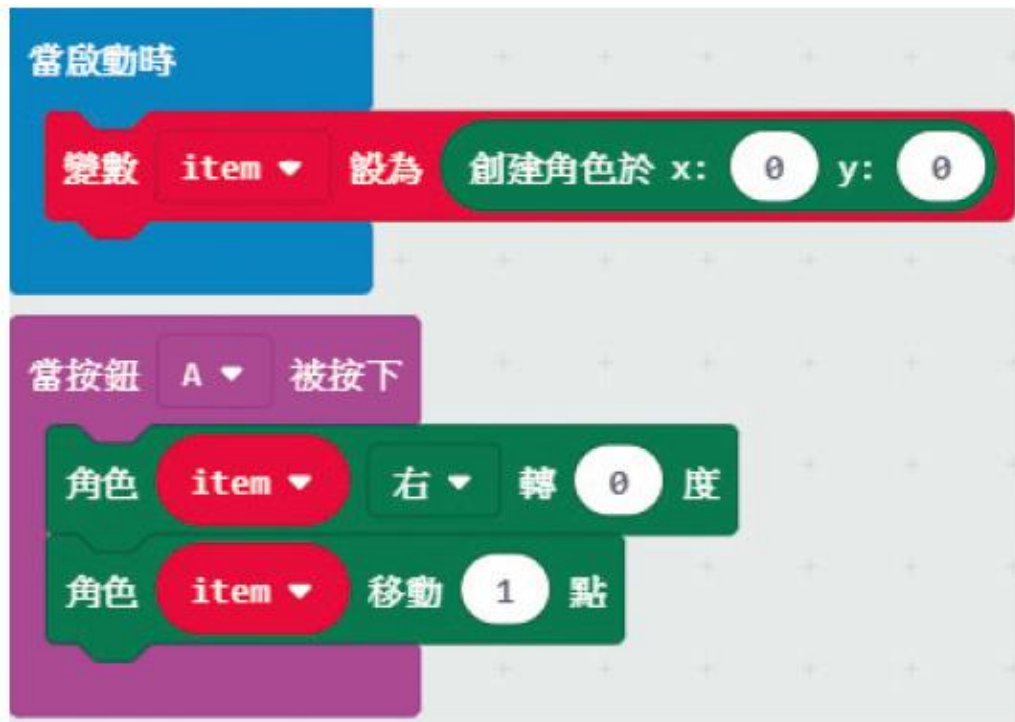 當啟動時
變數 item 設為 創建角色於 x: 0 y: 0
當按鈕 A 被按下
角色 item 右 轉 0 度
角色 item 移動 1 點